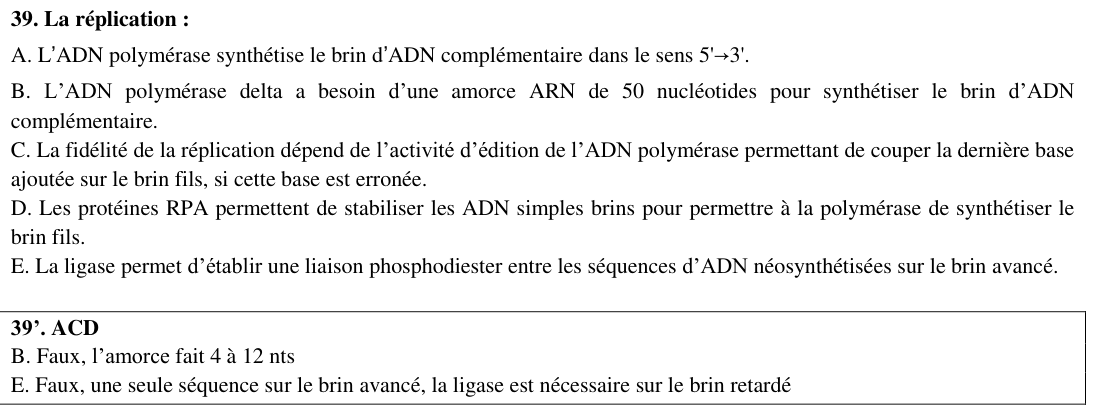 39. La réplication :
A. L'ADN polymérase synthétise le brin d'ADN complémentaire dans le sens 5'→3'.
B. L’ADN polymérase delta a besoin d’une amorce ARN de 50 nucléotides pour synthétiser le brin d’ADN
complémentaire.
C. La fidélité de la réplication dépend de l’activité d’édition de l’ADN polymérase permettant de couper la dernière base
ajoutée sur le brin fils, si cette base est erronée.
D. Les protéines RPA permettent de stabiliser les ADN simples brins pour permettre à la polymérase de synthétiser le
brin fils.
E. La ligase permet d’établir une liaison phosphodiester entre les séquences d’ADN néosynthétisées sur le brin avancé.
39’. ACD
B. Faux, l’amorce fait 4 à 12 nts
E. Faux, une seule séquence sur le brin avancé, la ligase est nécessaire sur le brin retardé